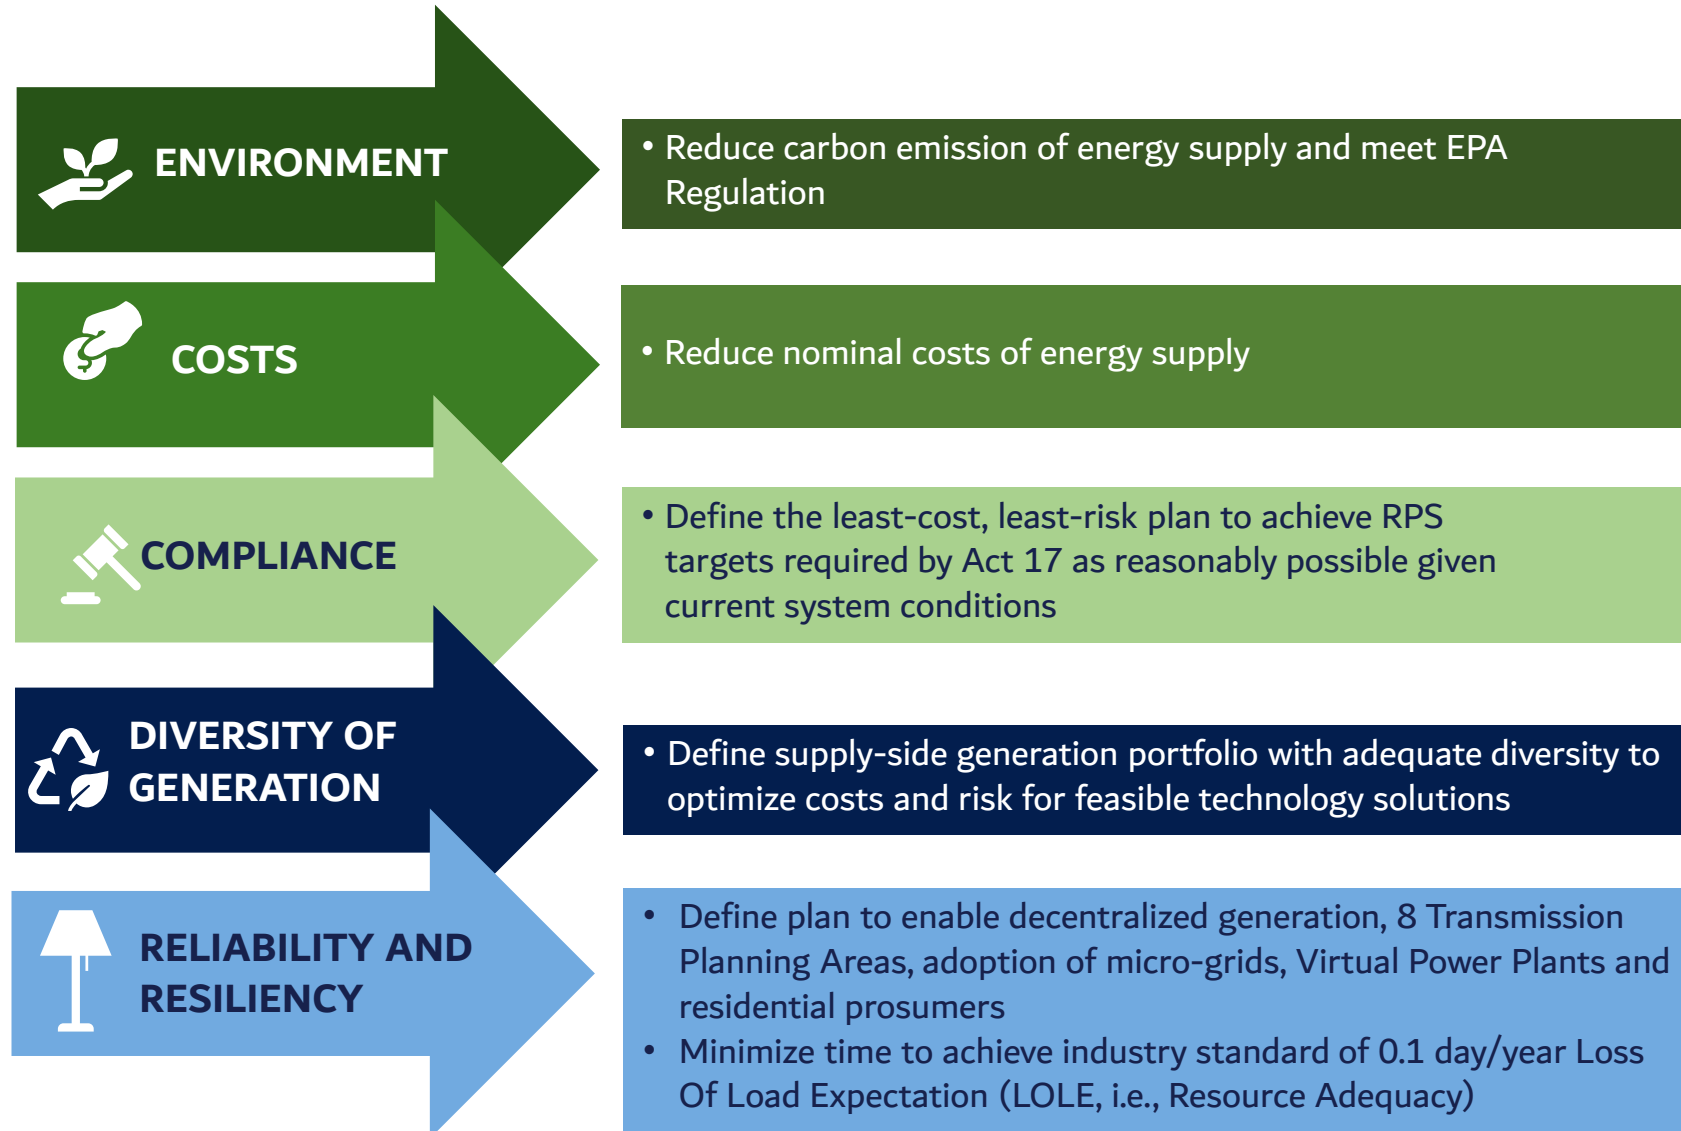 ENVIRONMENT
• Reduce carbon emission of energy supply and meet EPA
Regulation
COSTS
• Reduce nominal costs of energy supply
COMPLIANCE
• Define the least-cost, least-risk plan to achieve RPS
targets required by Act 17 as reasonably possible given
current system conditions
DIVERSITY OF
GENERATION
• Define supply-side generation portfolio with adequate diversity to
optimize costs and risk for feasible technology solutions
RELIABILITY AND
RESILIENCY
• Define plan to enable decentralized generation, 8 Transmission
Planning Areas, adoption of micro-grids, Virtual Power Plants and
residential prosumers
• Minimize time to achieve industry standard of 0.1 day/year Loss
Of Load Expectation (LOLE, i.e., Resource Adequacy)